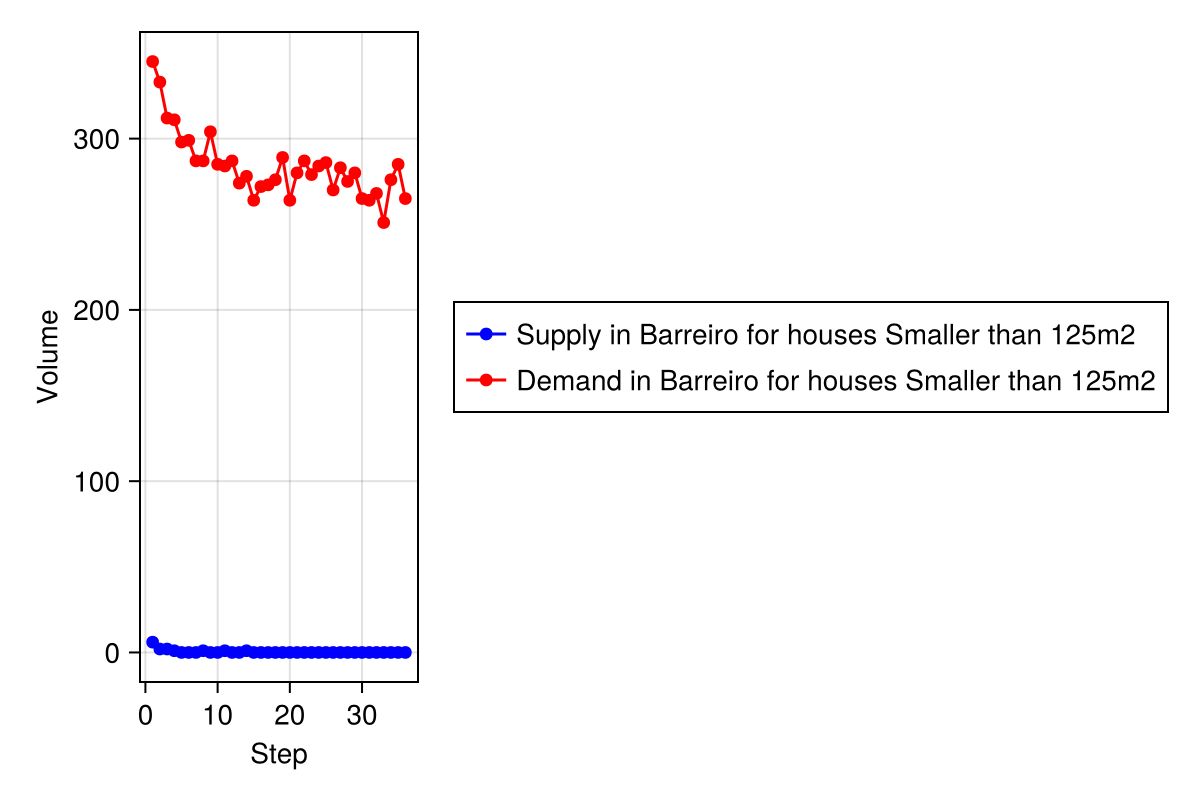 Volume
300
200
100
0
0 10 20 30
Step
Supply in Barreiro for houses Smaller than 125m2
Demand in Barreiro for houses Smaller than 125m2